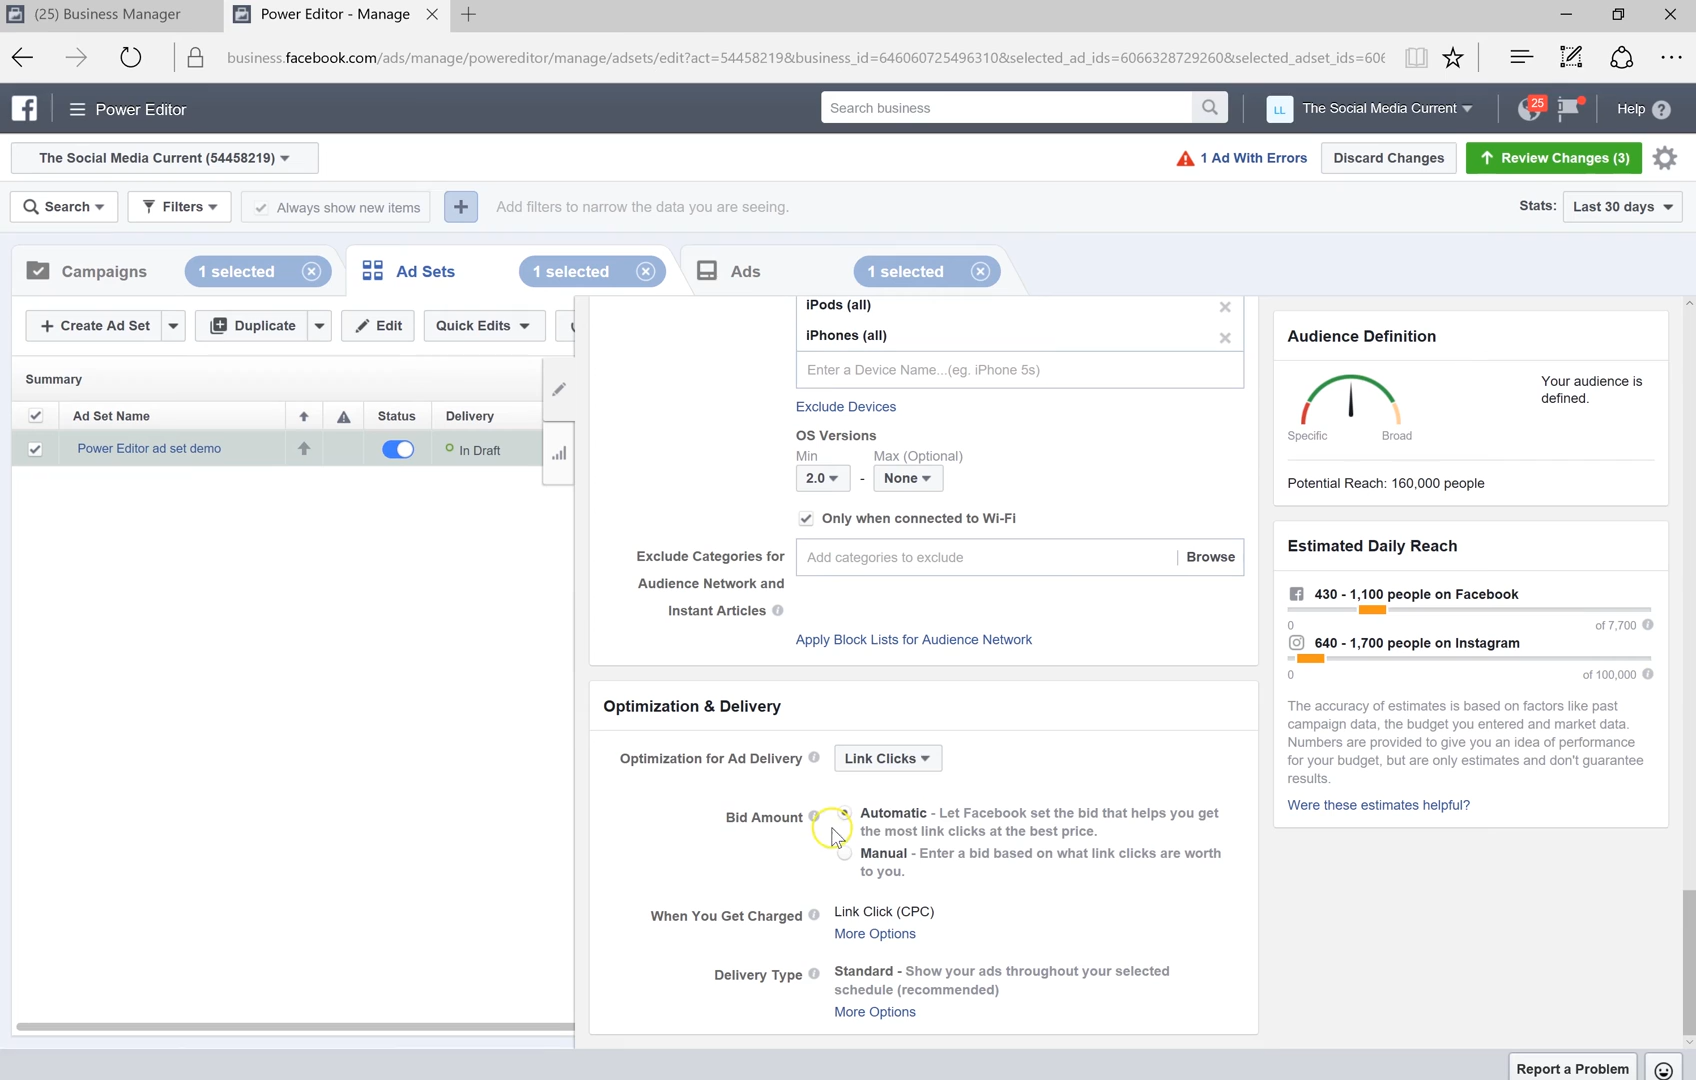 (25) Business Manager
Power Editor - Manage
business.facebook.com/ads/manage/powereditor/manage/adsets/edit?act=54458219&business_id=646060725496310&selected_ad_ids=6066328729260&selected_adset_ids=606
Power Editor
Search business
LL The Social Media Current
25
Help ?
The Social Media Current (54458219)
1 Ad With Errors
Discard Changes
Review Changes (3)
Search
Filters
Always show new items
+
Add filters to narrow the data you are seeing.
Stats:
Last 30 days
Campaigns
1 selected
Ad Sets
1 selected
Ads
1 selected
+ Create Ad Set
Duplicate
Edit
Quick Edits
Summary
Ad Set Name
Status
Delivery
Power Editor ad set demo
In Draft
iPods (all)
iPhones (all)
Enter a Device Name...(eg. iPhone 5s)
Exclude Devices
OS Versions
Min
Max (Optional)
2.0
-
None
Only when connected to Wi-Fi
Exclude Categories for
Audience Network and
Instant Articles
Add categories to exclude
Browse
Apply Block Lists for Audience Network
Optimization & Delivery
Optimization for Ad Delivery
Link Clicks
Bid Amount
Automatic - Let Facebook set the bid that helps you get
the most link clicks at the best price.
Manual - Enter a bid based on what link clicks are worth
to you.
When You Get Charged
Link Click (CPC)
More Options
Delivery Type
Standard - Show your ads throughout your selected
schedule (recommended)
More Options
Audience Definition
Your audience is
defined.
Specific
Broad
Potential Reach: 160,000 people
Estimated Daily Reach
430 - 1,100 people on Facebook
0
of 7,700
640 - 1,700 people on Instagram
0
of 100,000
The accuracy of estimates is based on factors like past
campaign data, the budget you entered and market data.
Numbers are provided to give you an idea of performance
for your budget, but are only estimates and don't guarantee
results.
Were these estimates helpful?
Report a Problem